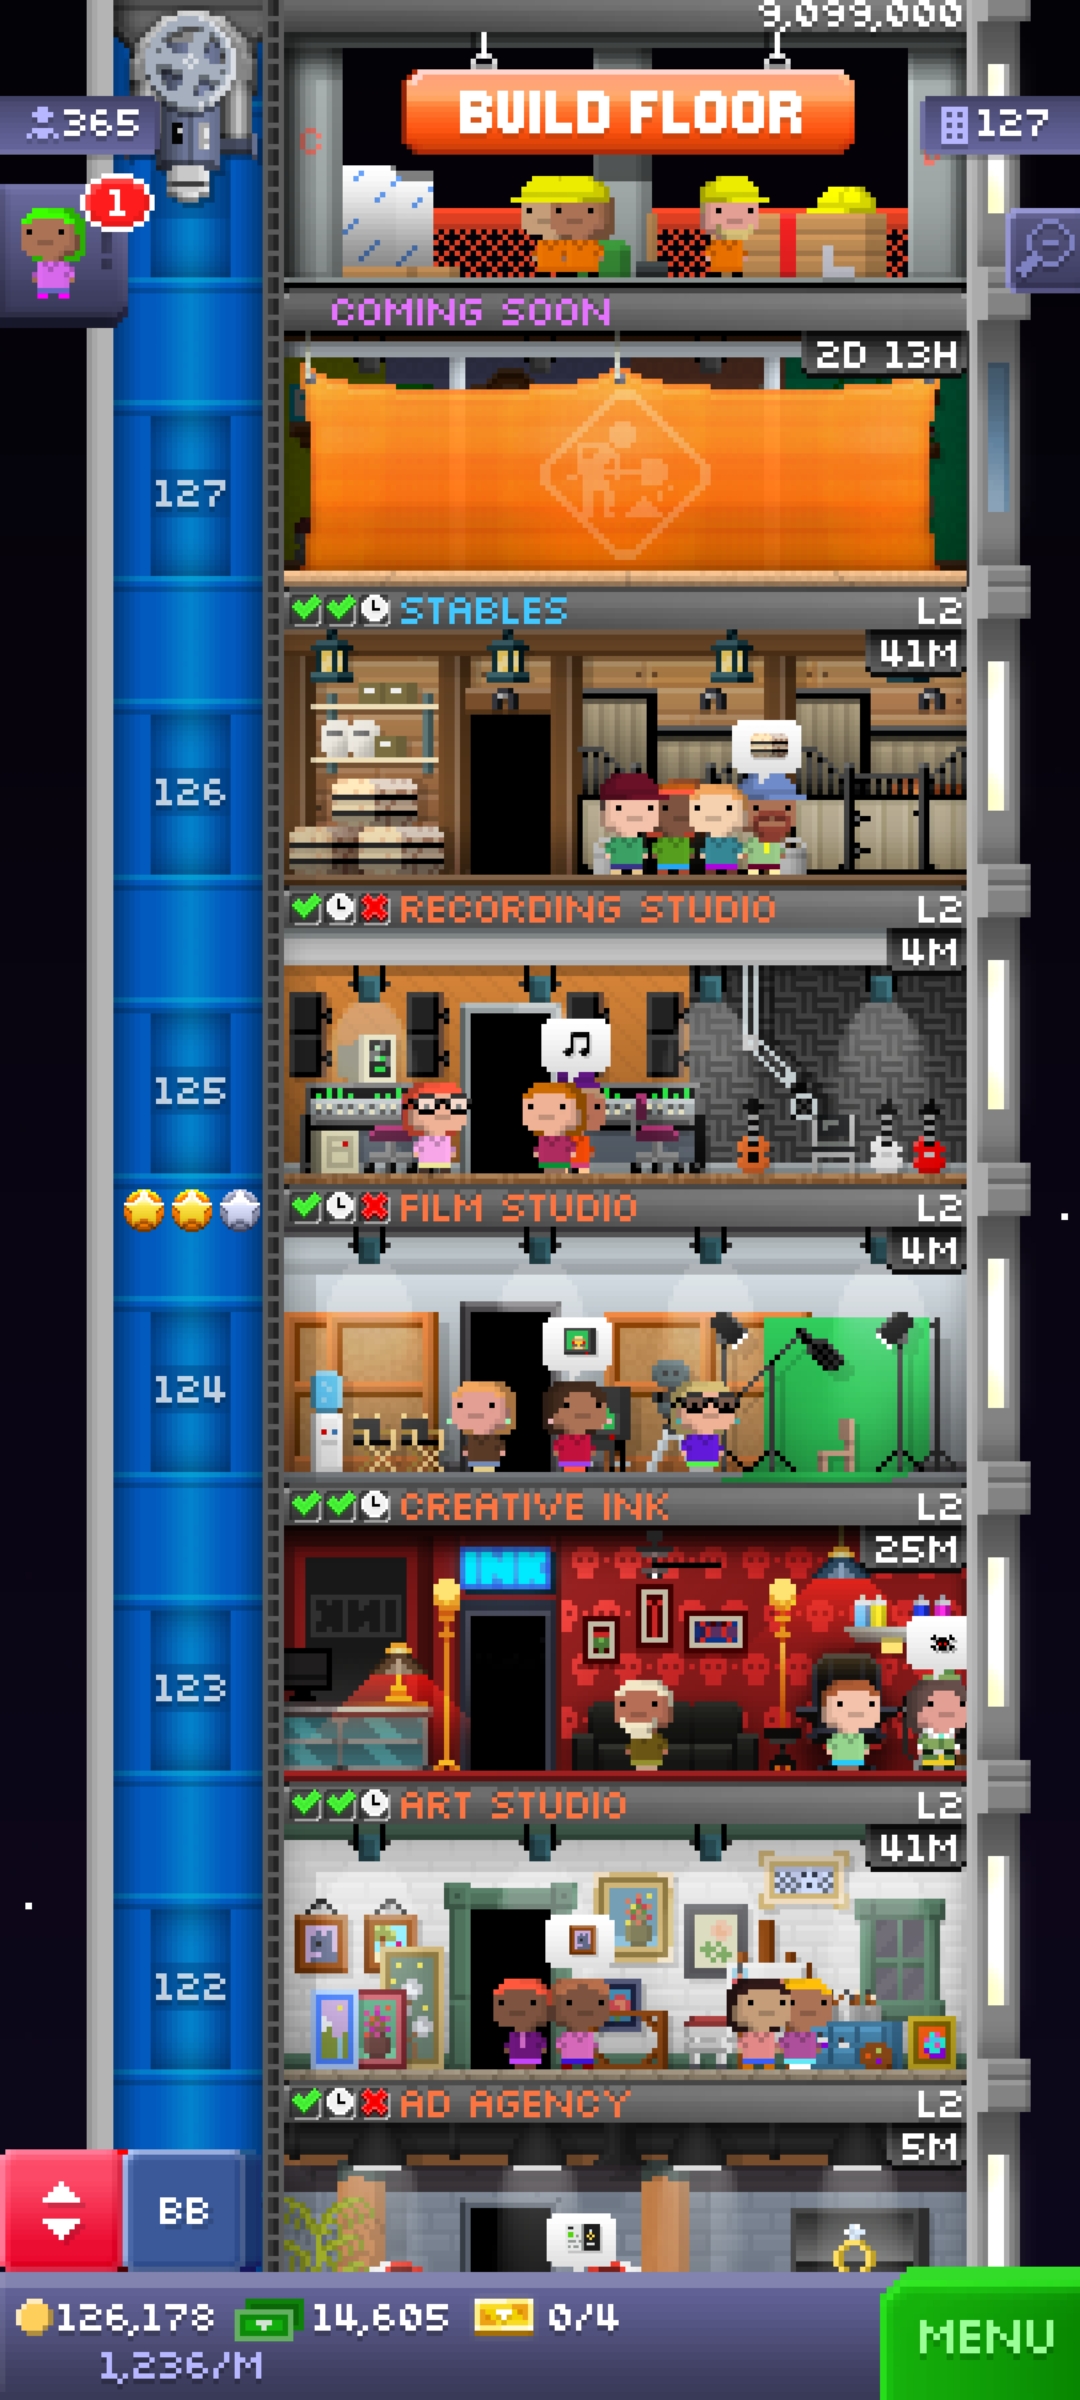 9,099,000
BUILD FLOOR
365
127
1
COMING SOON
2D 13H
127
STABLES L2
41M
126
RECORDING STUDIO L2
4M
125
FILM STUDIO L2
4M
124
CREATIVE INK L2
25M
INK
123
ART STUDIO L2
41M
122
AD AGENCY L2
5M
BB
126,178 14,605 0/4
1,236/M
MENU